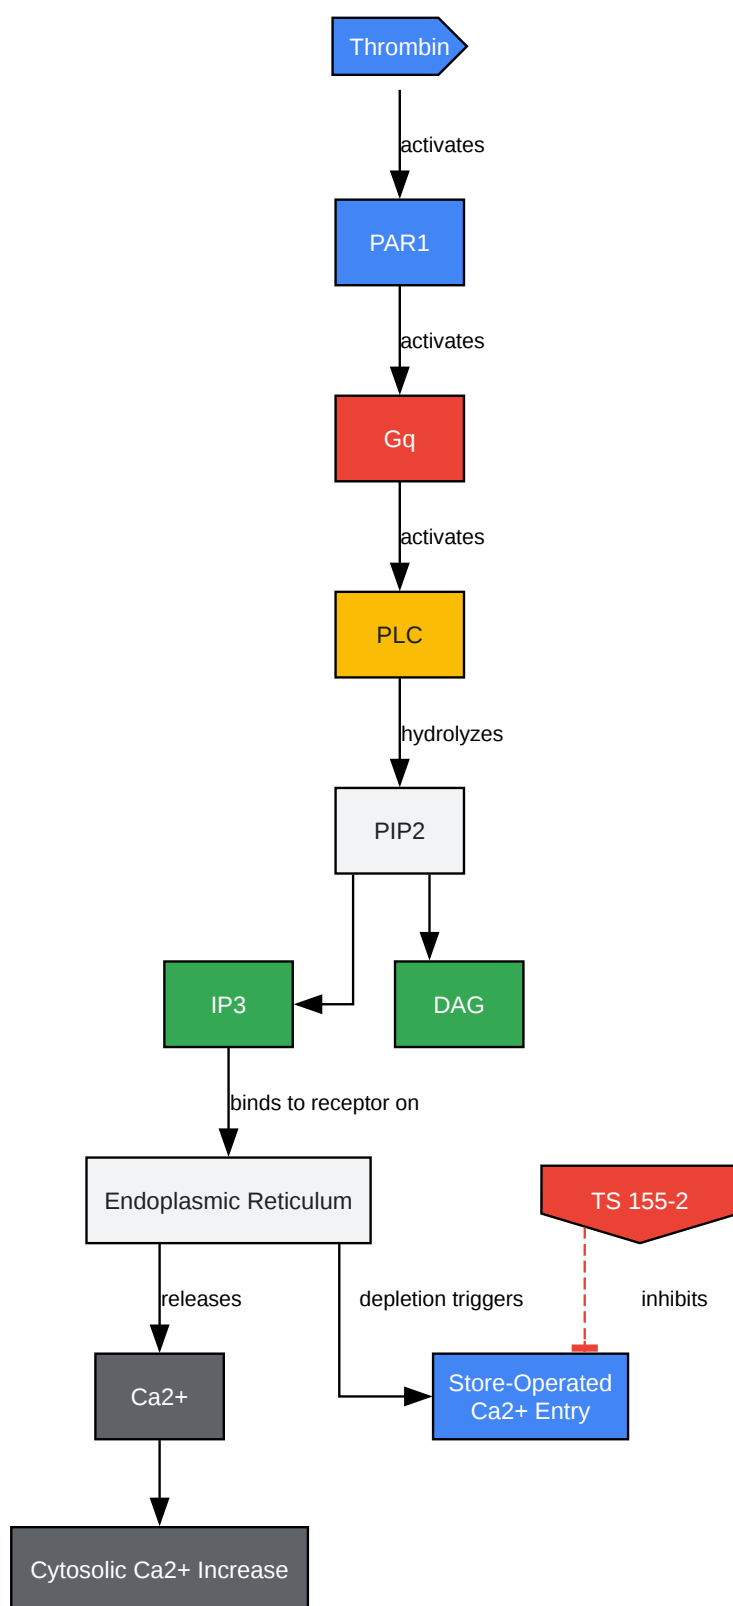 Thrombin
activates
PAR1
activates
Gq
activates
PLC
hydrolyzes
PIP2
IP3
DAG
binds to receptor on
Endoplasmic Reticulum
TS 155-2
releases
depletion triggers
inhibits
Ca2+
Store-Operated
Ca2+ Entry
Cytosolic Ca2+ Increase